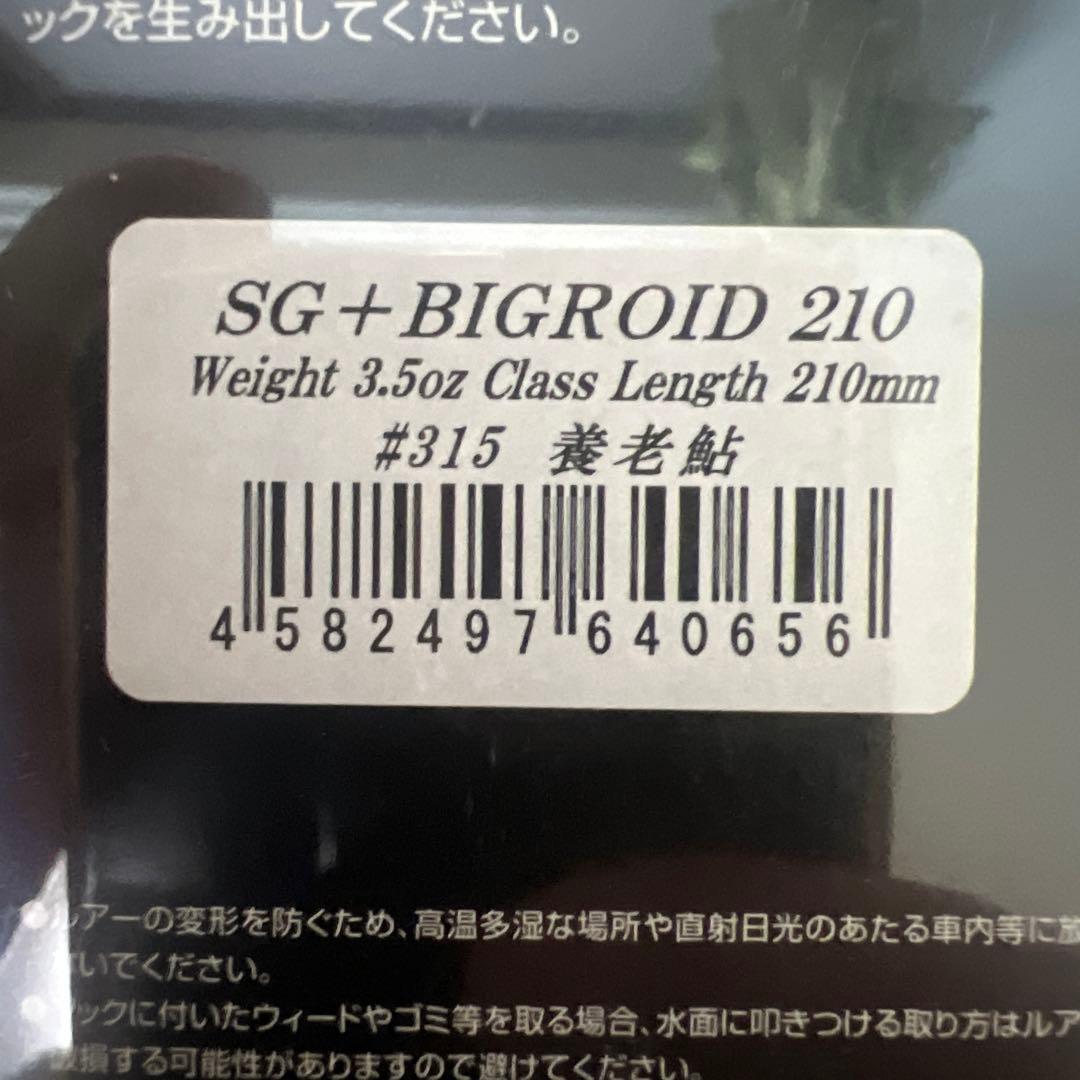 ックを生み出してください。
SG+BIGROID 210
Weight 3.5oz Class Length 210mm
#315 養老鮎
4 582497 640656
ルアーの変形を防ぐため、高温多湿な場所や直射日光のあたる車内等に放
いでください。
ックに付いたウィードやゴミ等を取る場合、水面に叩きつける取り方はルア
破損する可能性がありますので避けてください。